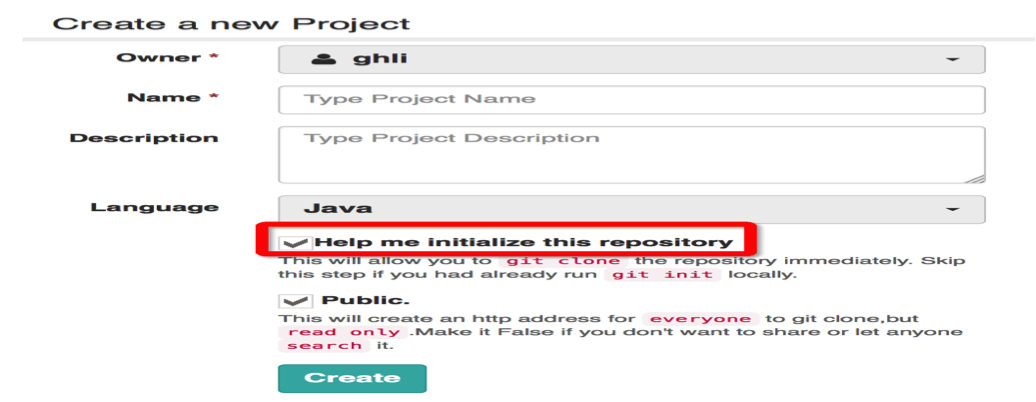 Create a new Project
Owner *
ghli
Name *
Type Project Name
Description
Type Project Description
Language
Java
Help me initialize this repository
This will allow you to git clone the repository immediately. Skip
this step if you had already run git init locally.
Public.
This will create an http address for everyone to git clone,but
read only .Make it False if you don't want to share or let anyone
search it.
Create